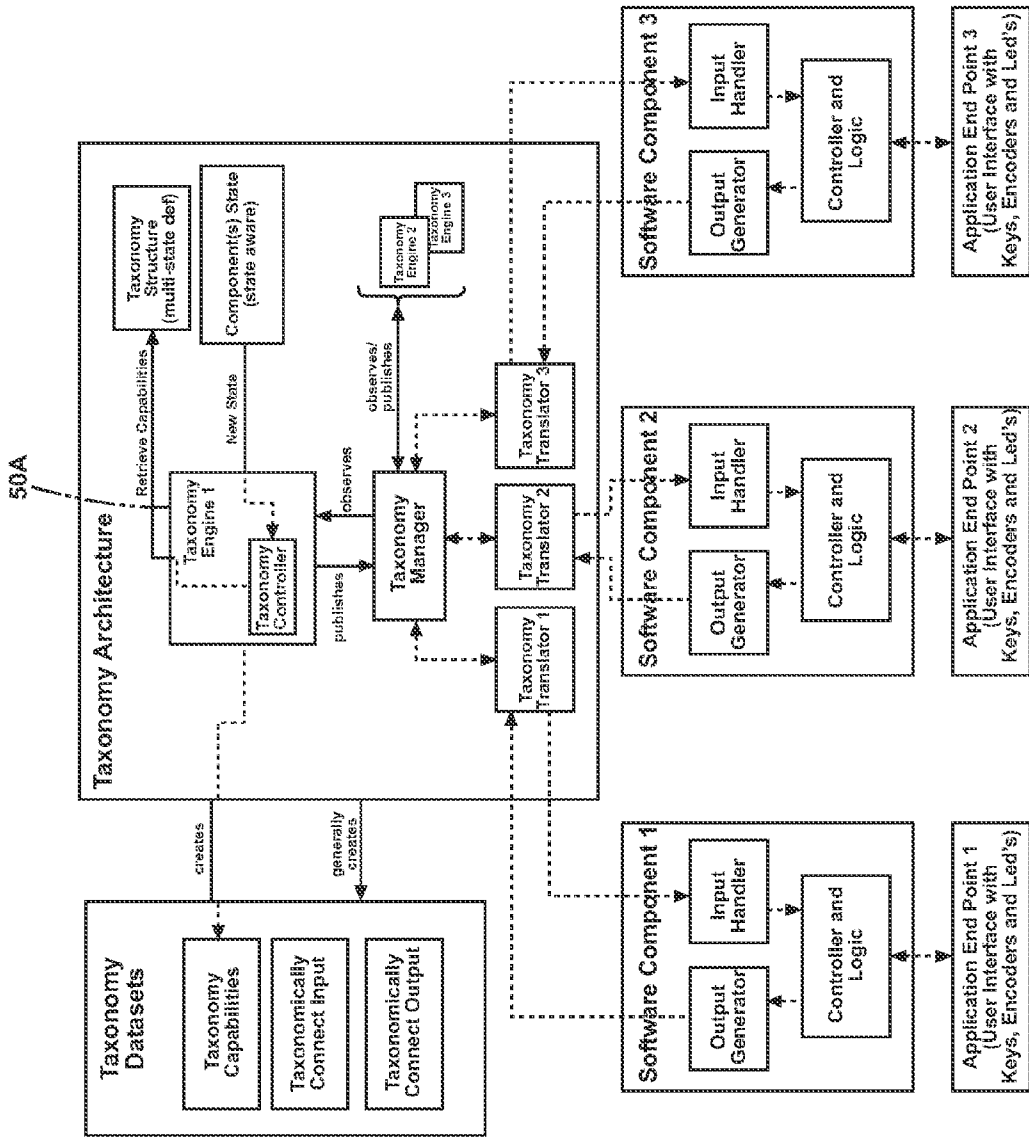 50A
Taxonomy Architecture
Taxonomy
Engine 1
Taxonomy
Controller
Retrieve Capabilities
Taxonomy
Structure
(multi-state def)
New State
Component(s) State
(state aware)
publishes
observes
Taxonomy
Manager
observes/
publishes
Taxonomy
Engine 2
Taxonomy
Engine 3
Taxonomy
Translator 1
Taxonomy
Translator 2
Taxonomy
Translator 3
creates
generally
creates
Taxonomy
Datasets
Taxonomy
Capabilities
Taxonomically
Connect Input
Taxonomically
Connect Output
Software Component 1
Output
Generator
Input
Handler
Controller and
Logic
Application End Point 1
(User Interface with
Keys, Encoders and Led's)
Software Component 2
Output
Generator
Input
Handler
Controller and
Logic
Application End Point 2
(User Interface with
Keys, Encoders and Led's)
Software Component 3
Output
Generator
Input
Handler
Controller and
Logic
Application End Point 3
(User Interface with
Keys, Encoders and Led's)